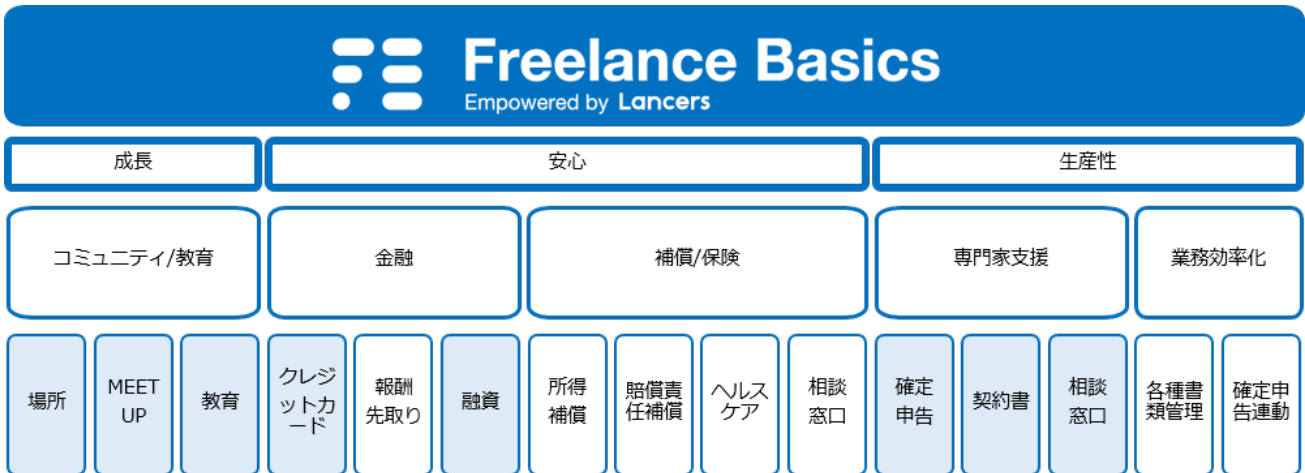 Freelance Basics
Empowered by Lancers
成長
安心
生産性
コミュニティ/教育
金融
補償/保険
専門家支援
業務効率化
場所
MEET
UP
教育
クレジ
ットカ
ード
報酬
先取り
融資
所得
補償
賠償責
任補償
ヘルス
ケア
相談
窓口
確定
申告
契約書
相談
窓口
各種書
類管理
確定申
告連動